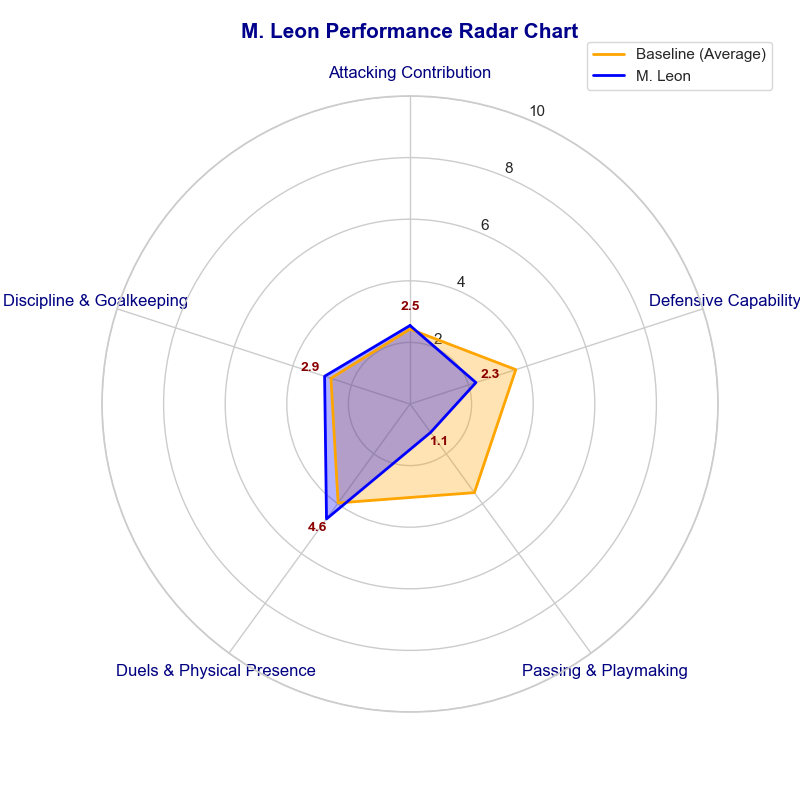 M. Leon Performance Radar Chart
Baseline (Average)
M. Leon
Attacking Contribution
10
8
6
4
2
2.5
Discipline & Goalkeeping
Defensive Capability
2.9
2.3
1.1
4.6
Duels & Physical Presence
Passing & Playmaking